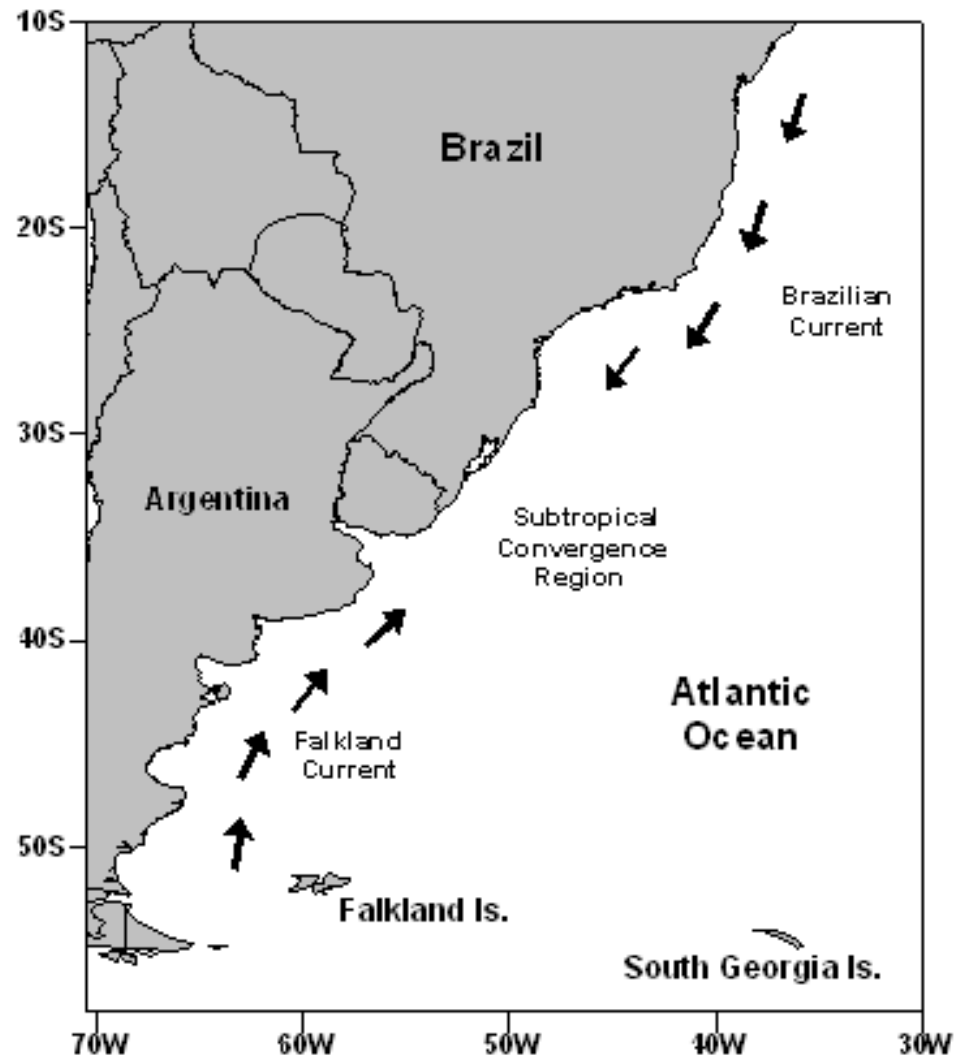 10S
Brazil
20S
Brazilian
Current
30S
Argentina
Subtropical
Convergence
Region
40S
Atlantic
Ocean
Falkland
Current
50S
Falkland Is.
South Georgia Is.
70W
60W
50W
40W
30W